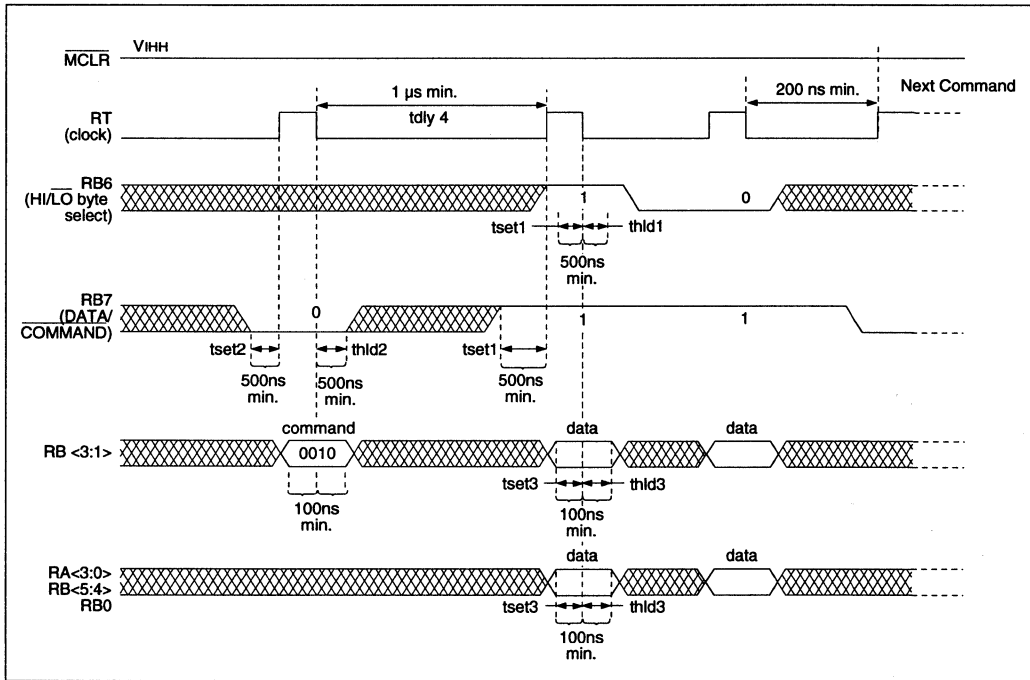 MCLR VIHH
Next Command
1 µs min.
200 ns min.
RT
(clock)
tdly 4
RB6
(HI/LO byte
select)
1
0
tset1
thld1
500ns
min.
RB7
(DATA/
COMMAND)
0
1
1
tset2
thld2
tset1
500ns
min.
500ns
min.
500ns
min.
command
data
data
RB <3:1>
0010
tset3
thld3
100ns
min.
100ns
min.
data
data
RA<3:0>
RB<5:4>
RB0
tset3
thld3
100ns
min.